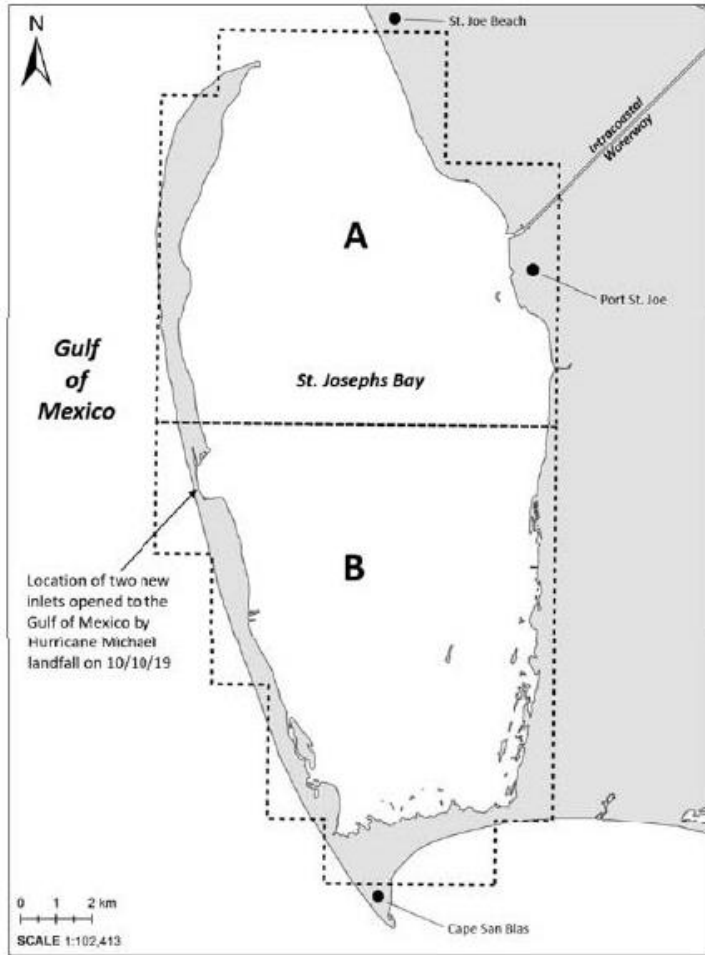 N
St. Joe Beach
Intracoastal
Waterway
A
Port St. Joe
Gulf
of
Mexico
St. Josephs Bay
B
Location of two new
inlets opened to the
Gulf of Mexico by
Hurricane Michael
landfall on 10/10/19
0 1 2 km
SCALE 1:102,413
Cape San Blas